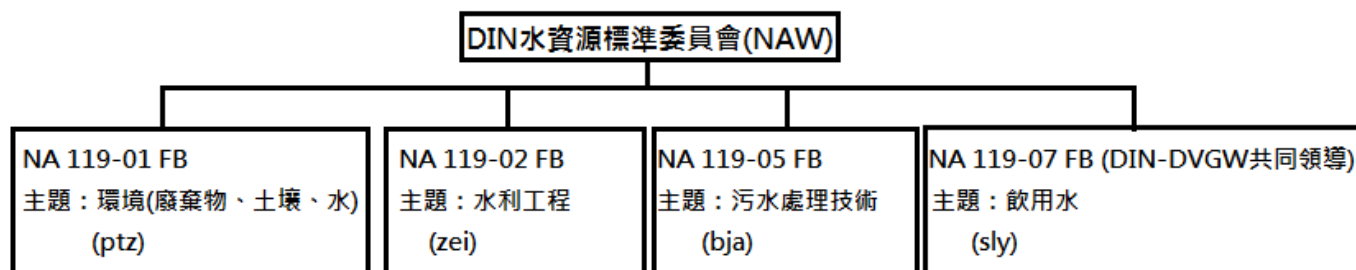 DIN水資源標準委員會(NAW)
NA 119-01 FB
主題：環境(廢棄物、土壤、水)
(ptz)
NA 119-02 FB
主題：水利工程
(zei)
NA 119-05 FB
主題：污水處理技術
(bja)
NA 119-07 FB (DIN-DVGW共同領導)
主題：飲用水
(sly)